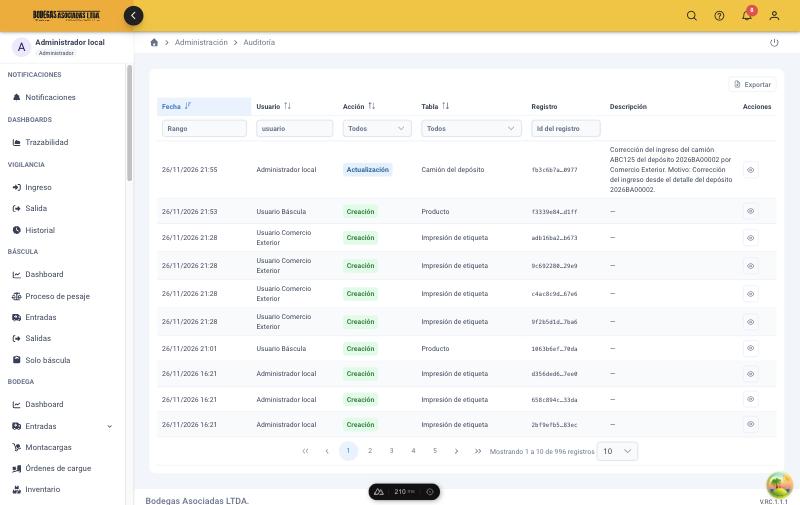 BODEGAS ASOCIADAS LTDA.
8
A
Administrador local
Administrador
Administración
Auditoría
NOTIFICACIONES
Notificaciones
DASHBOARDS
Trazabilidad
VIGILANCIA
Ingreso
Salida
Historial
BÁSCULA
Dashboard
Proceso de pesaje
Entradas
Salidas
Solo báscula
BODEGA
Dashboard
Entradas
Montacargas
Órdenes de cargue
Inventario
Exportar
Fecha Usuario Acción Tabla Registro Descripción Acciones
Rango usuario Todos Todos Id del registro
Corrección del ingreso del camión
ABC125 del depósito 2026BA00002 por
26/11/2026 21:55 Administrador local Actualización Camión del depósito fb3c6b7a…0977 Comercio Exterior. Motivo: Corrección
del ingreso desde el detalle del depósito
2026BA00002.
26/11/2026 21:53 Usuario Báscula Creación Producto f3339e84…d1ff —
26/11/2026 21:28 Usuario Comercio Exterior Creación Impresión de etiqueta adb16ba2…b673 —
26/11/2026 21:28 Usuario Comercio Exterior Creación Impresión de etiqueta 9c692280…29e9 —
26/11/2026 21:28 Usuario Comercio Exterior Creación Impresión de etiqueta c4ac8c9d…67e6 —
26/11/2026 21:28 Usuario Comercio Exterior Creación Impresión de etiqueta 9f2b5d1d…7ba6 —
26/11/2026 21:01 Usuario Báscula Creación Producto 1063b6ef…70da —
26/11/2026 16:21 Administrador local Creación Impresión de etiqueta d356ded6…7ee0 —
26/11/2026 16:21 Administrador local Creación Impresión de etiqueta 658c894c…33da —
26/11/2026 16:21 Administrador local Creación Impresión de etiqueta 2bf9efb5…83ec —
1 2 3 4 5 Mostrando 1 a 10 de 996 registros 10
Bodegas Asociadas LTDA.
210 ms
V.RC.1.1.1